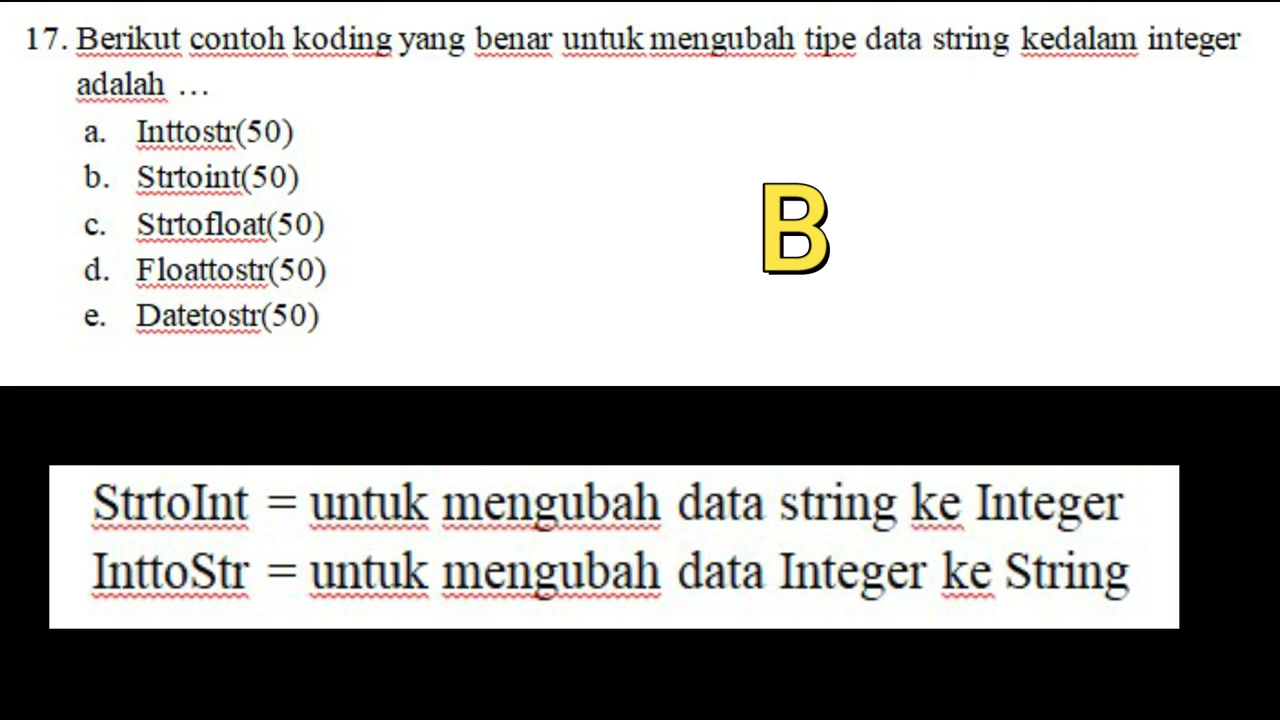 17. Berikut contoh koding yang benar untuk mengubah tipe data string kedalam integer
adalah ...
a. Inttostr(50)
b. Strtoint(50)
c. Strtofloat(50)
d. Floattostr(50)
e. Datetostr(50)
B
StrtoInt = untuk mengubah data string ke Integer
InttoStr = untuk mengubah data Integer ke String